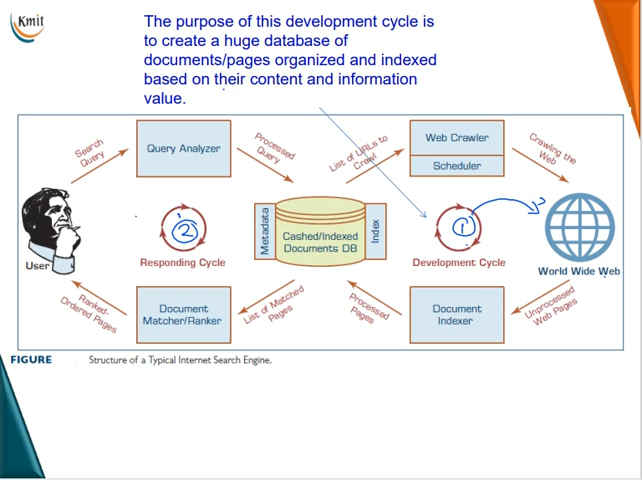 Kmit
The purpose of this development cycle is
to create a huge database of
documents/pages organized and indexed
based on their content and information
value.
Search
Query
Query Analyzer
Processed
Query
List of URLs to
Crawl
Web Crawler
Scheduler
Crawling the
Web
User
2
Responding Cycle
Metadata
Cashed/Indexed
Documents DB
Index
1
Development Cycle
World Wide Web
Ranked-
Ordered Pages
Document
Matcher/Ranker
List of Matched
Pages
Processed
Pages
Document
Indexer
Unprocessed
Web Pages
FIGURE Structure of a Typical Internet Search Engine.